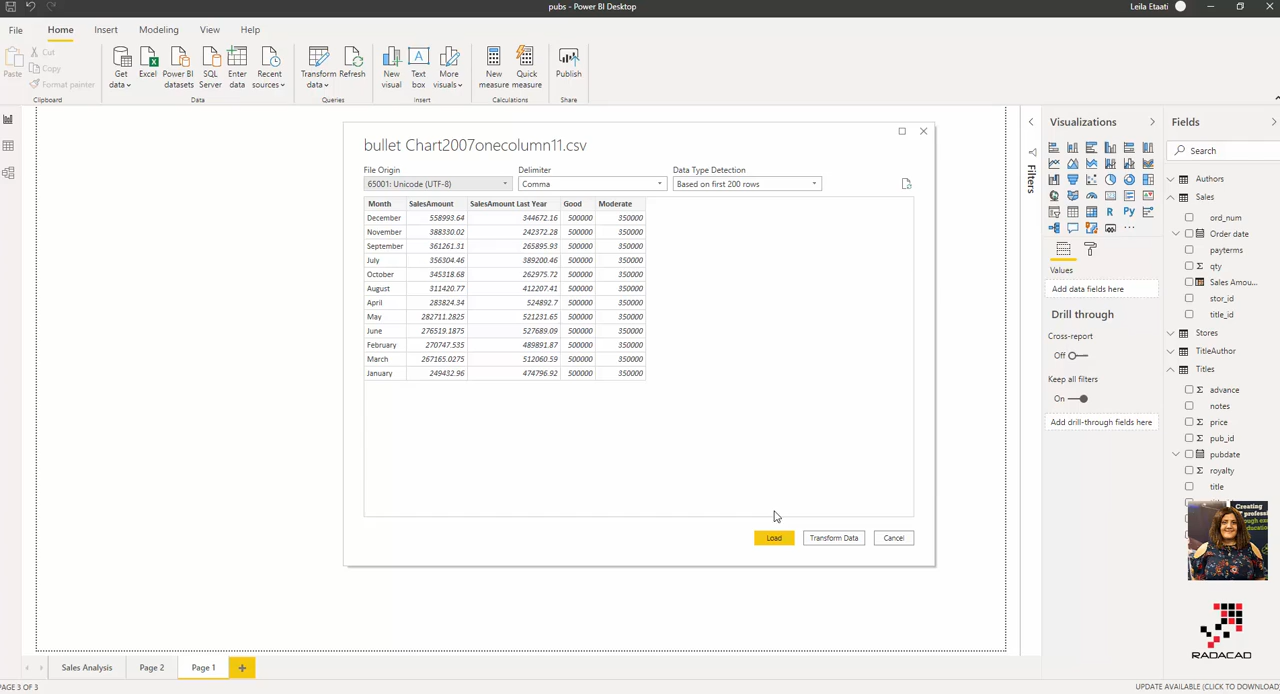 pubs - Power BI Desktop
Leila Etaati
File Home Insert Modeling View Help
Paste
Cut
Copy
Format painter
Clipboard
Get data
Excel
Power BI datasets
SQL Server
Enter data
Recent sources
Data
Transform data
Refresh
Queries
New visual
Text box
More visuals
Insert
New measure
Quick measure
Calculations
Publish
Share
bullet Chart2007onecolumn11.csv
File Origin Delimiter Data Type Detection
65001: Unicode (UTF-8) Comma Based on first 200 rows
Month SalesAmount SalesAmount Last Year Good Moderate
December 558993.64 344672.16 500000 350000
November 388330.02 242372.28 500000 350000
September 361261.31 265895.93 500000 350000
July 356304.46 389200.46 500000 350000
October 345318.68 262975.72 500000 350000
August 311420.77 412207.41 500000 350000
April 283824.34 524892.7 500000 350000
May 282711.2825 521231.65 500000 350000
June 276519.1875 527689.09 500000 350000
February 270747.535 489891.87 500000 350000
March 267165.0275 512060.59 500000 350000
January 249432.96 474796.92 500000 350000
Load Transform Data Cancel
Filters
Visualizations
R Py
Values
Add data fields here
Drill through
Cross-report
Off
Keep all filters
On
Add drill-through fields here
Fields
Search
Authors
Sales
ord_num
Order date
payterms
qty
Sales Amou...
stor_id
title_id
Stores
TitleAuthor
Titles
advance
notes
price
pub_id
pubdate
royalty
title
Creating
RADACAD
Sales Analysis Page 2 Page 1
PAGE 3 OF 3
UPDATE AVAILABLE (CLICK TO DOWNLOAD